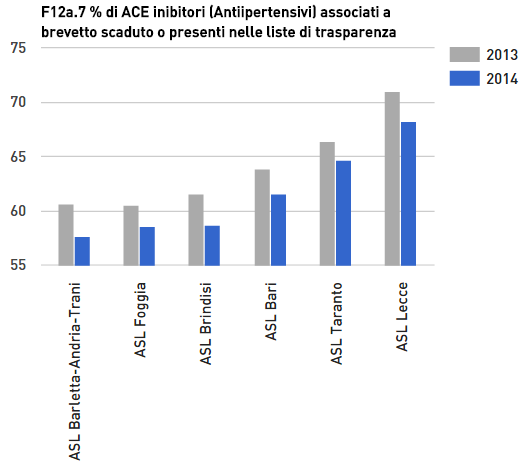 F12a.7 % di ACE inibitori (Antiipertensivi) associati a
brevetto scaduto o presenti nelle liste di trasparenza
75
70
65
60
55
2013
2014
ASL Barletta-Andria-Trani
ASL Foggia
ASL Brindisi
ASL Bari
ASL Taranto
ASL Lecce